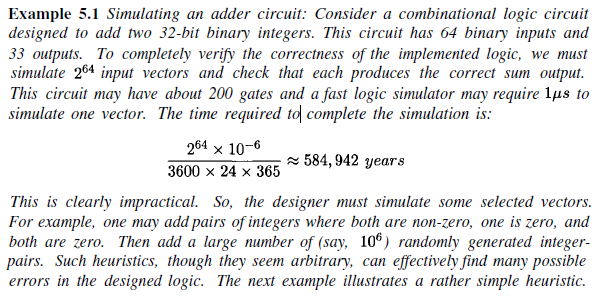 Example 5.1 Simulating an adder circuit: Consider a combinational logic circuit
designed to add two 32-bit binary integers. This circuit has 64 binary inputs and
33 outputs. To completely verify the correctness of the implemented logic, we must
simulate 2^64 input vectors and check that each produces the correct sum output.
This circuit may have about 200 gates and a fast logic simulator may require 1μs to
simulate one vector. The time required to complete the simulation is:
2^64 × 10^−6
3600 × 24 × 365
≈ 584,942 years
This is clearly impractical. So, the designer must simulate some selected vectors.
For example, one may add pairs of integers where both are non-zero, one is zero, and
both are zero. Then add a large number of (say, 10^6) randomly generated integer-
pairs. Such heuristics, though they seem arbitrary, can effectively find many possible
errors in the designed logic. The next example illustrates a rather simple heuristic.